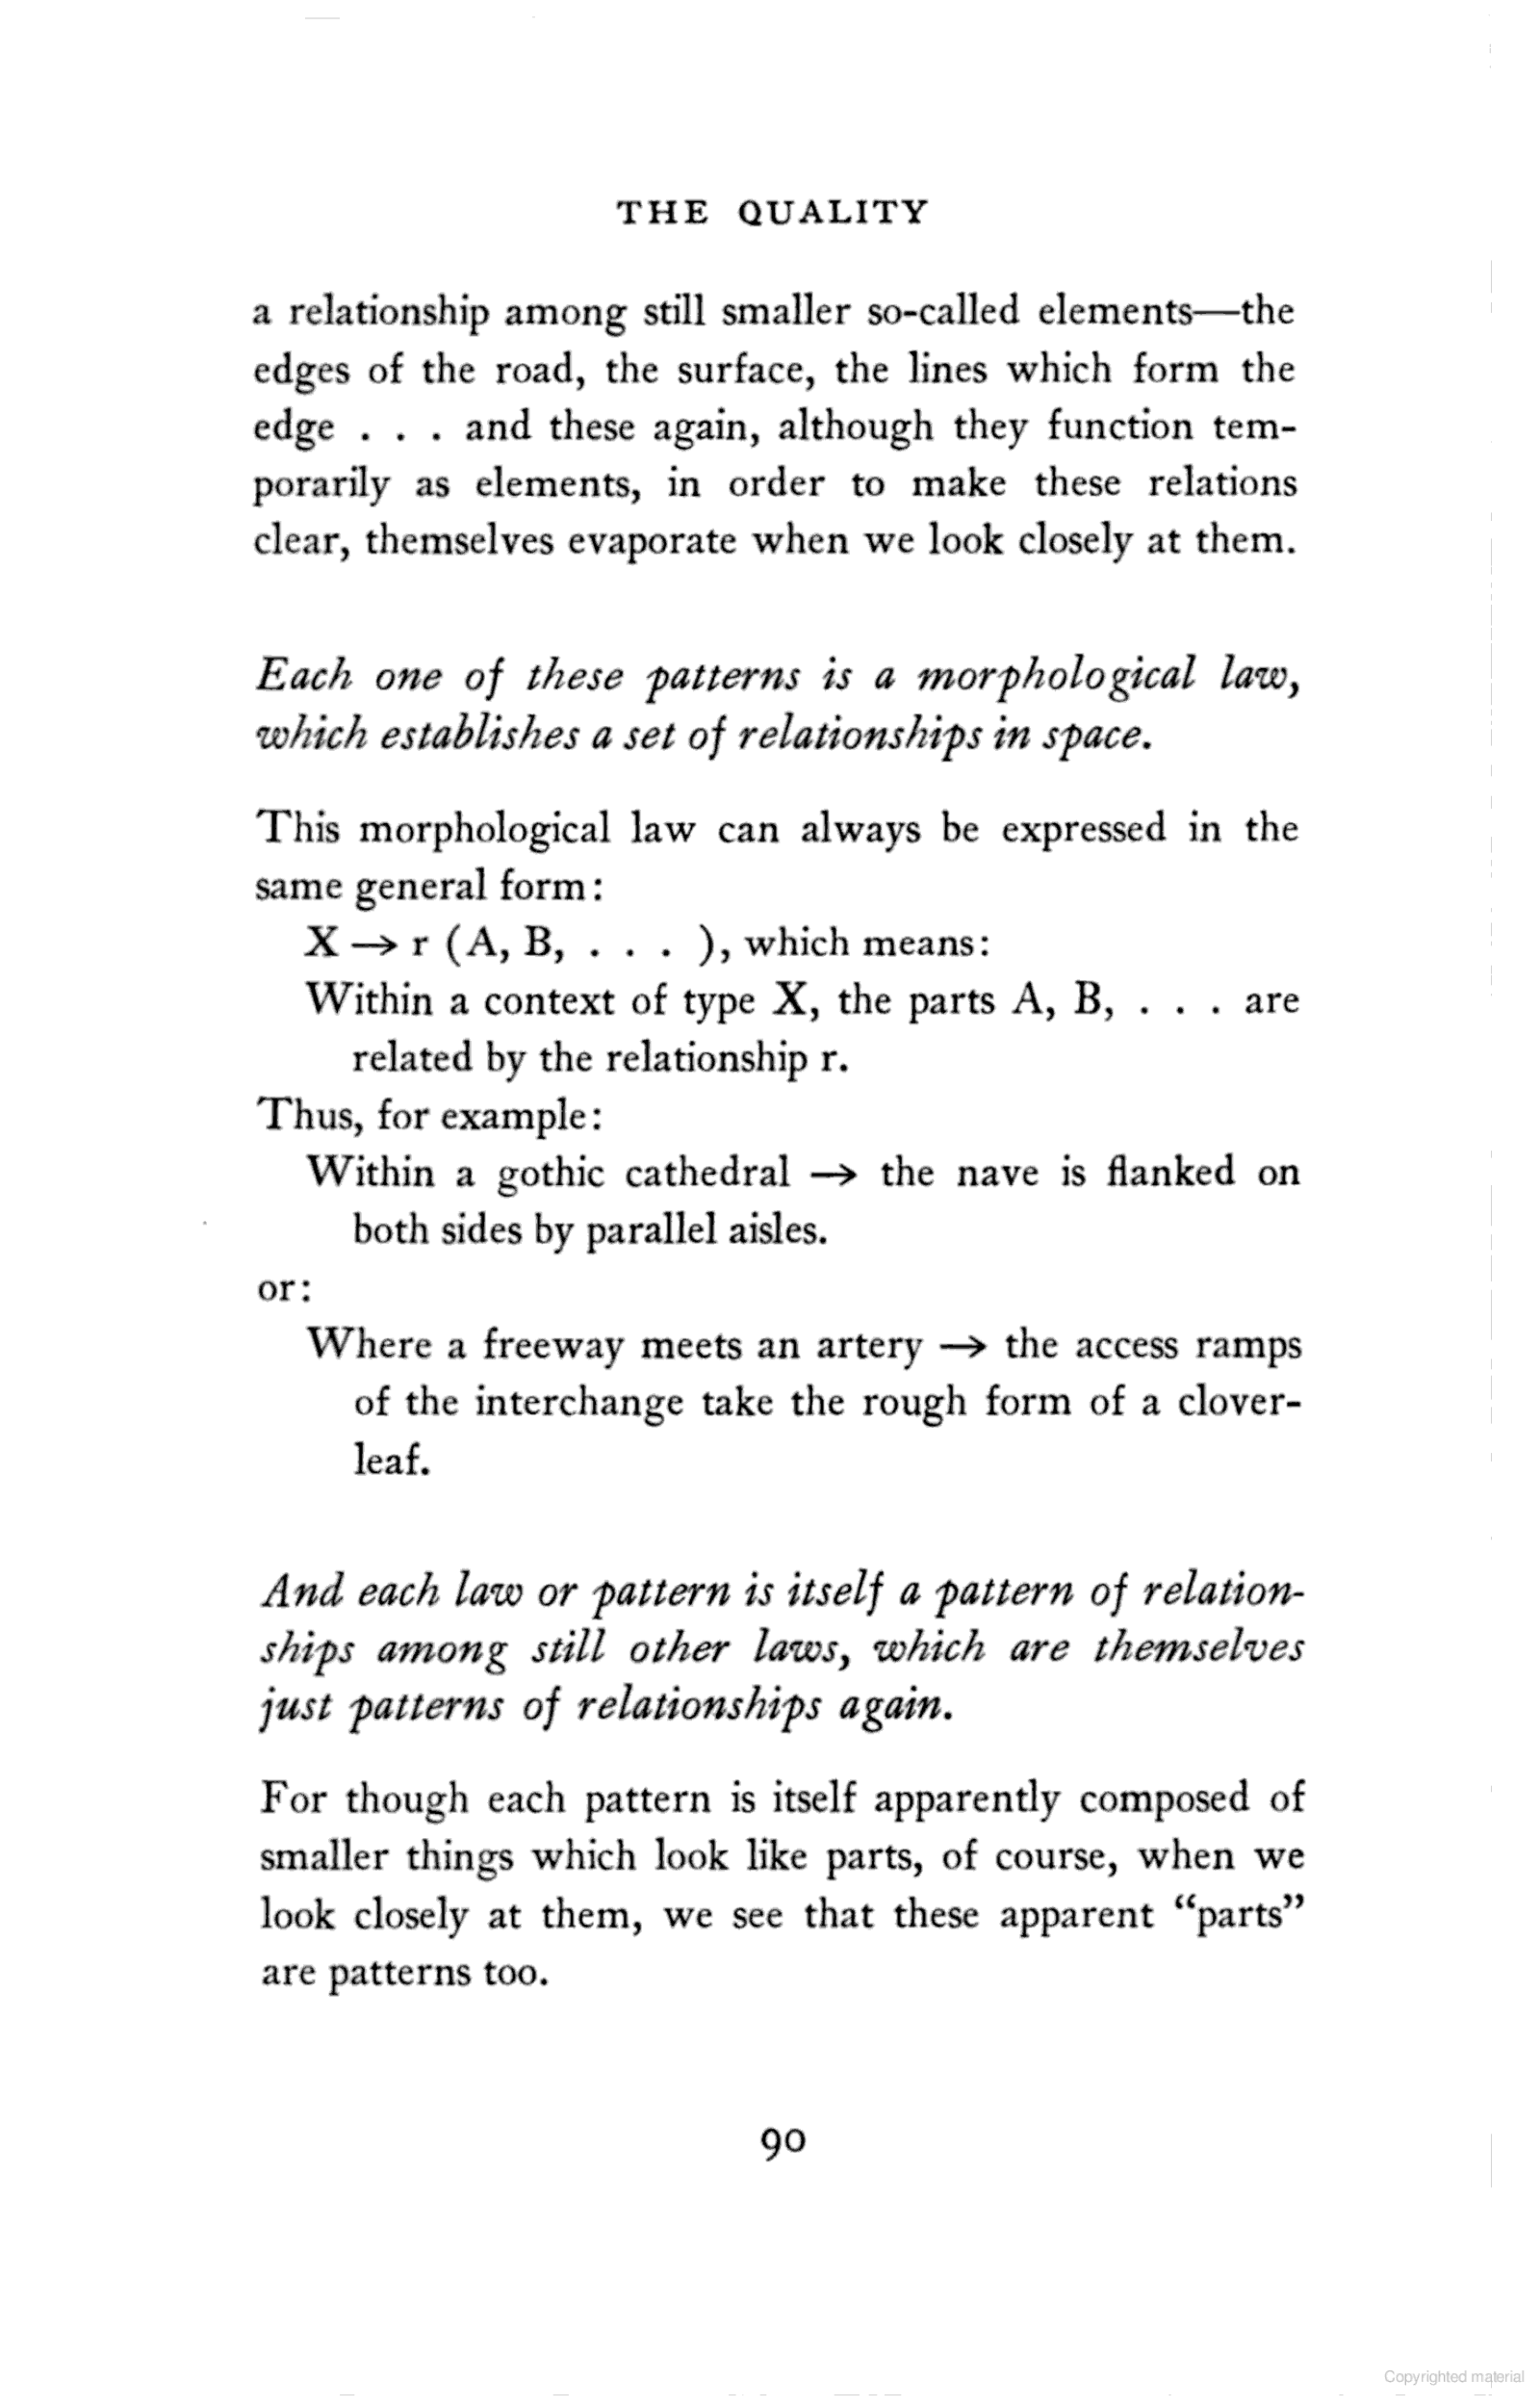 THE QUALITY
a relationship among still smaller so-called elements—the
edges of the road, the surface, the lines which form the
edge . . . and these again, although they function tem-
porarily as elements, in order to make these relations
clear, themselves evaporate when we look closely at them.
Each one of these patterns is a morphological law,
which establishes a set of relationships in space.
This morphological law can always be expressed in the
same general form:
X → r (A, B, . . . ), which means:
Within a context of type X, the parts A, B, . . . are
related by the relationship r.
Thus, for example:
Within a gothic cathedral → the nave is flanked on
both sides by parallel aisles.
or:
Where a freeway meets an artery → the access ramps
of the interchange take the rough form of a clover-
leaf.
And each law or pattern is itself a pattern of relation-
ships among still other laws, which are themselves
just patterns of relationships again.
For though each pattern is itself apparently composed of
smaller things which look like parts, of course, when we
look closely at them, we see that these apparent “parts”
are patterns too.
90
Copyrighted material